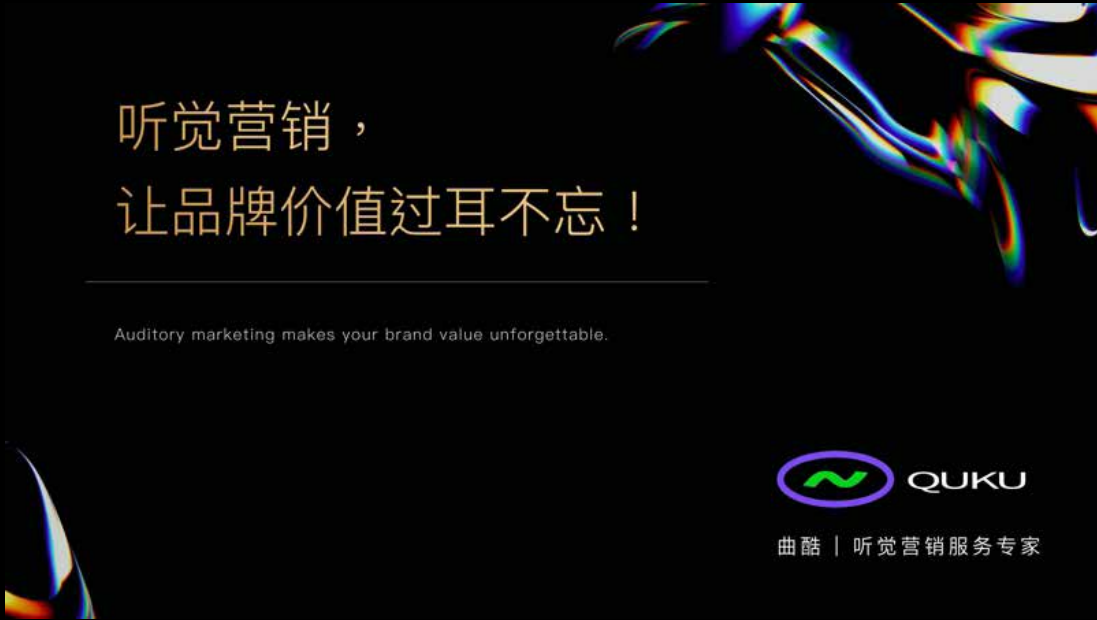 听觉营销，
让品牌价值过耳不忘！
Auditory marketing makes your brand value unforgettable.
QUKU
曲酷 | 听觉营销服务专家